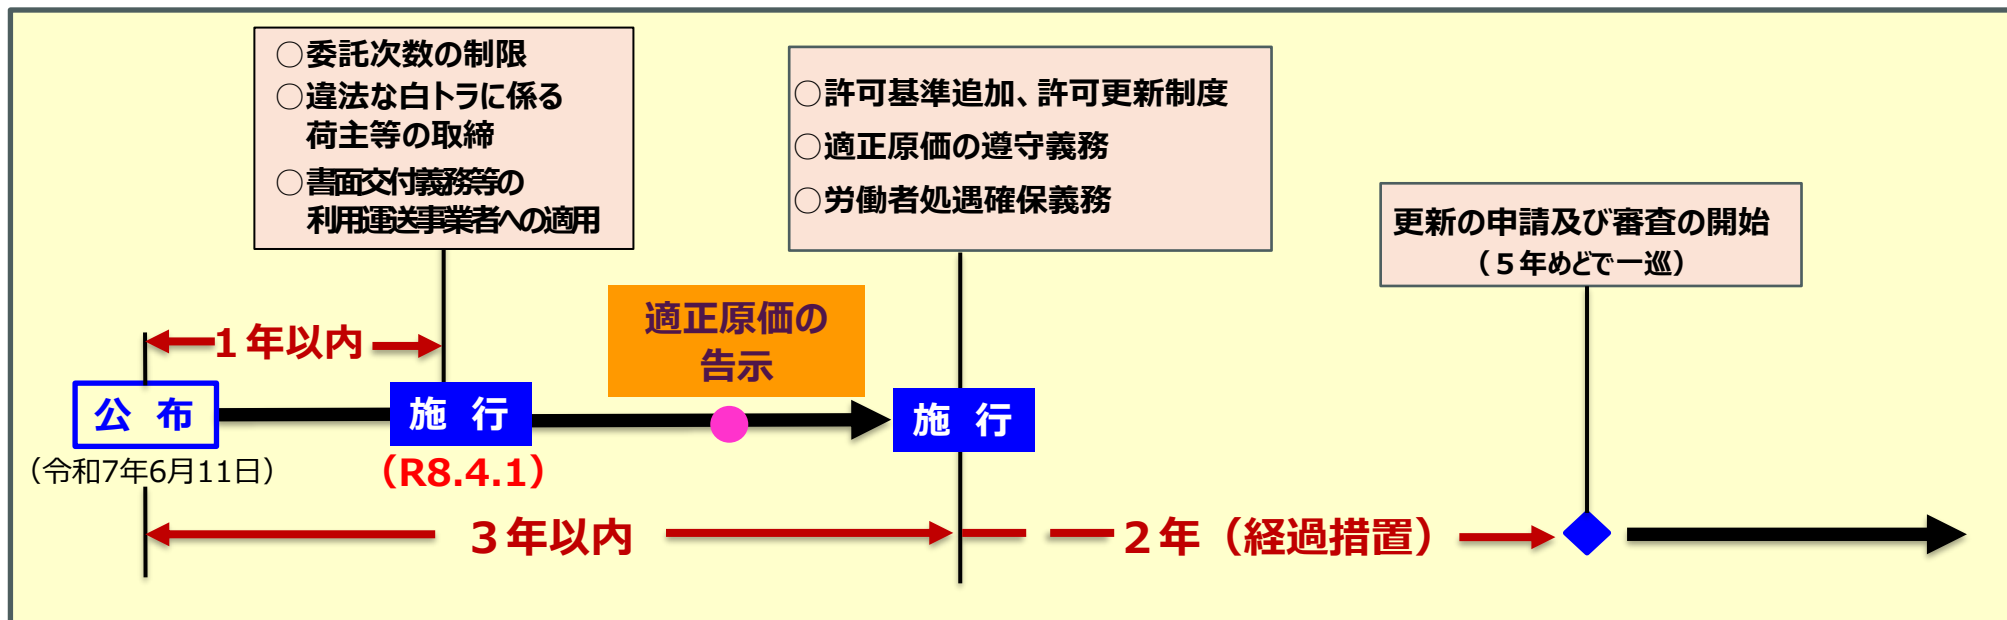 ○委託次数の制限
○違法な白トラに係る
荷主等の取締
○書面交付義務等の
利用運送事業者への適用
○許可基準追加、許可更新制度
○適正原価の遵守義務
○労働者処遇確保義務
更新の申請及び審査の開始
（５年めどで一巡）
１年以内
適正原価の
告示
公 布
施 行
施 行
（令和7年6月11日）
（R8.4.1）
３年以内
２年（経過措置）